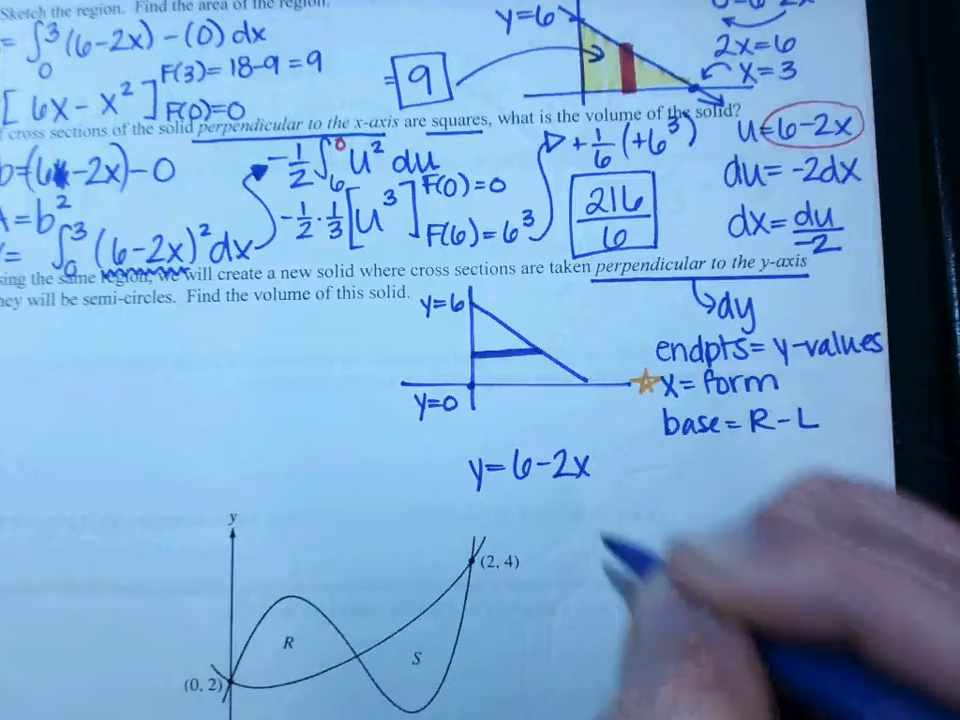 Sketch the region. Find the area of the region.
= ∫₀³ (6-2x) - (0) dx
y=6
2x=6
x=3
[6x - x²] F(3)=18-9=9
F(0)=0
= 9
cross sections of the solid perpendicular to the x-axis are squares, what is the volume of the solid?
b=(6-2x)-0
-1/2 ∫₆⁰ u² du
+1/6 (+6³)
u=6-2x
A=b²
-1/2 · 1/3 [u³] F(0)=0
F(6)=6³
216/6
du=-2dx
= ∫₀³ (6-2x)² dx
dx= du/-2
the same region, we will create a new solid where cross sections are taken perpendicular to the y-axis
will be semi-circles. Find the volume of this solid.
y=6
dy
endpts= y-values
x= form
y=0
base= R-L
y=6-2x
y
(2, 4)
R
S
(0, 2)